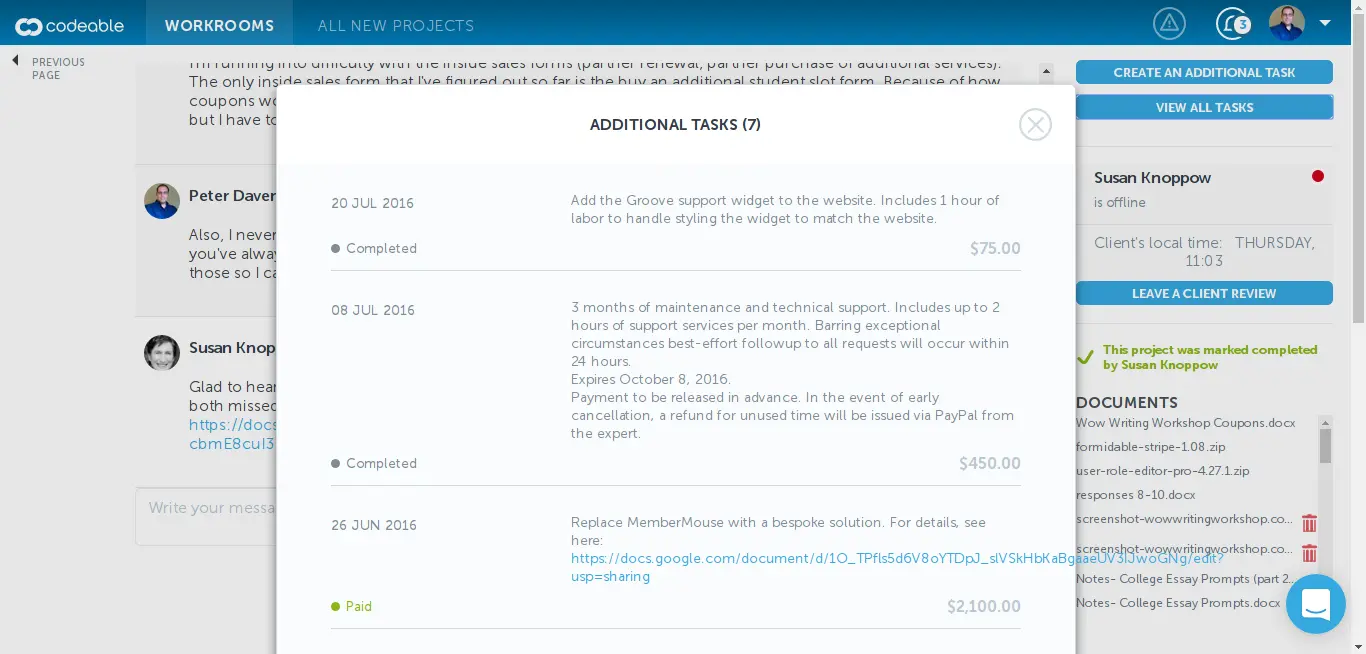 codeable
WORKROOMS
ALL NEW PROJECTS
3
PREVIOUS
PAGE
I'm running into difficulty with the inside sales forms (partner renewal, partner purchase of additional services).
The only inside sales form that I've figured out so far is the buy an additional student slot form. Because of how
coupons wo
but I have to
Peter Daver
Also, I never
you've alway
those so I ca
Susan Knop
Glad to hear
both missed
https://docs
cbmE8cuI3
Write your messa
ADDITIONAL TASKS (7)
20 JUL 2016
Add the Groove support widget to the website. Includes 1 hour of
labor to handle styling the widget to match the website.
Completed
$75.00
08 JUL 2016
3 months of maintenance and technical support. Includes up to 2
hours of support services per month. Barring exceptional
circumstances best-effort followup to all requests will occur within
24 hours.
Expires October 8, 2016.
Payment to be released in advance. In the event of early
cancellation, a refund for unused time will be issued via PayPal from
the expert.
Completed
$450.00
26 JUN 2016
Replace MemberMouse with a bespoke solution. For details, see
here:
https://docs.google.com/document/d/1O_TPfls5d6V8oYTDpJ_slVSkHbKaBgaaeUV3lJwoGNg/edit?
usp=sharing
Paid
$2,100.00
CREATE AN ADDITIONAL TASK
VIEW ALL TASKS
Susan Knoppow
is offline
Client's local time: THURSDAY,
11:03
LEAVE A CLIENT REVIEW
This project was marked completed
by Susan Knoppow
DOCUMENTS
Wow Writing Workshop Coupons.docx
formidable-stripe-1.08.zip
user-role-editor-pro-4.27.1.zip
responses 8-10.docx
screenshot-wowwritingworkshop.co...
screenshot-wowwritingworkshop.co...
Notes- College Essay Prompts (part 2...
Notes- College Essay Prompts.docx